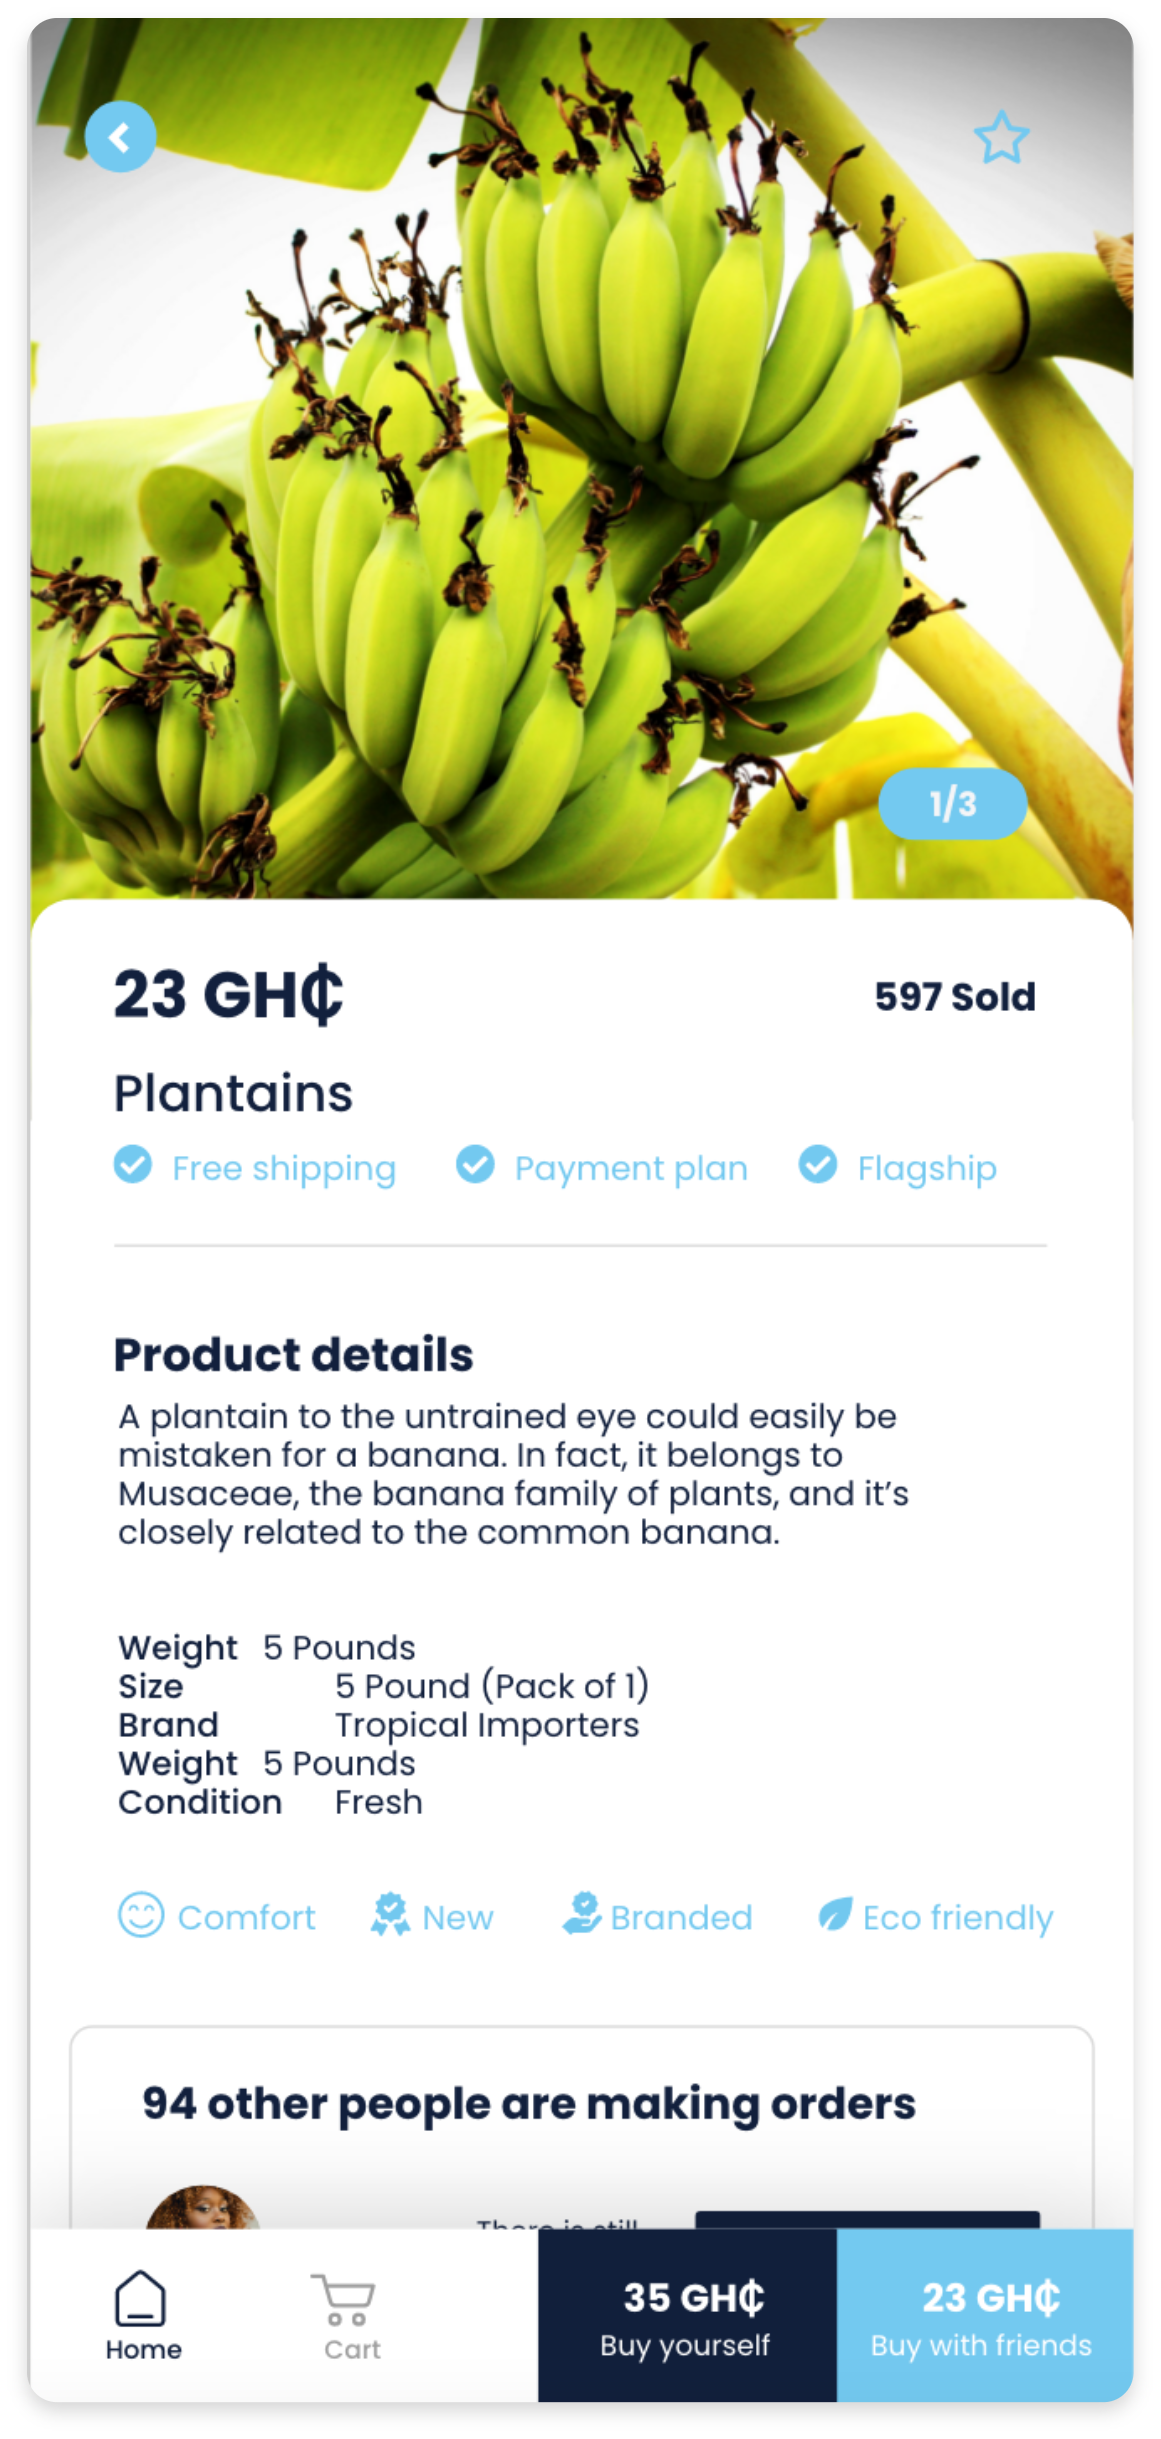 1/3
23 GH₵
597 Sold
Plantains
Free shipping
Payment plan
Flagship
Product details
A plantain to the untrained eye could easily be
mistaken for a banana. In fact, it belongs to
Musaceae, the banana family of plants, and it’s
closely related to the common banana.
Weight 5 Pounds
Size 5 Pound (Pack of 1)
Brand Tropical Importers
Weight 5 Pounds
Condition Fresh
Comfort
New
Branded
Eco friendly
94 other people are making orders
There is still
Home
Cart
35 GH₵
Buy yourself
23 GH₵
Buy with friends